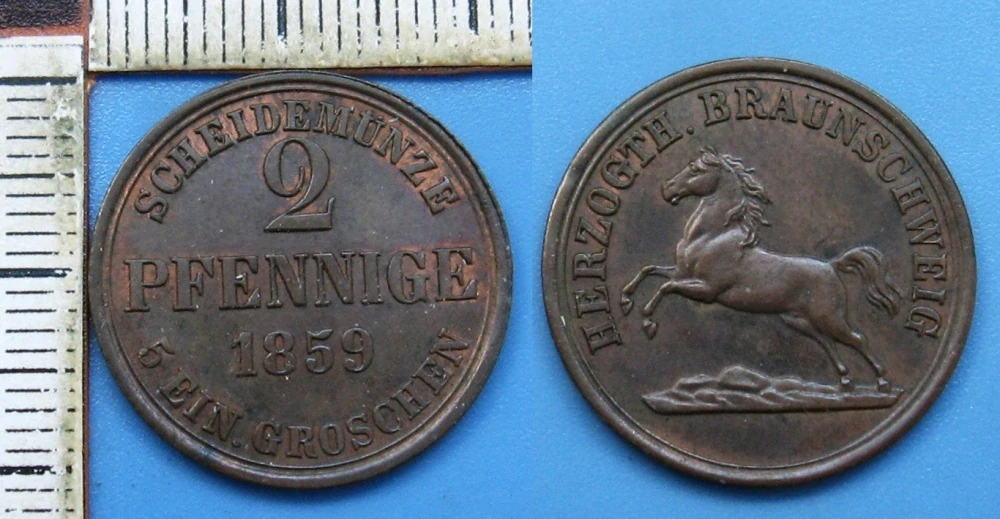 SCHEIDEMÜNZE
2
PFENNIGE
1859
5 EIN. GROSCHEN
HERZOGTH. BRAUNSCHWEIG